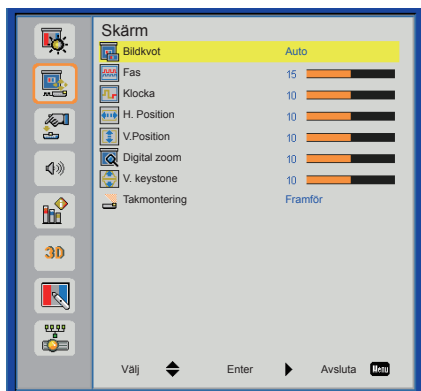 Skärm
Bildkvot Auto
Fas 15
Klocka 10
H. Position 10
V.Position 10
Digital zoom 10
V. keystone 10
Takmontering Framför
3D
Välj Enter Avsluta Menu